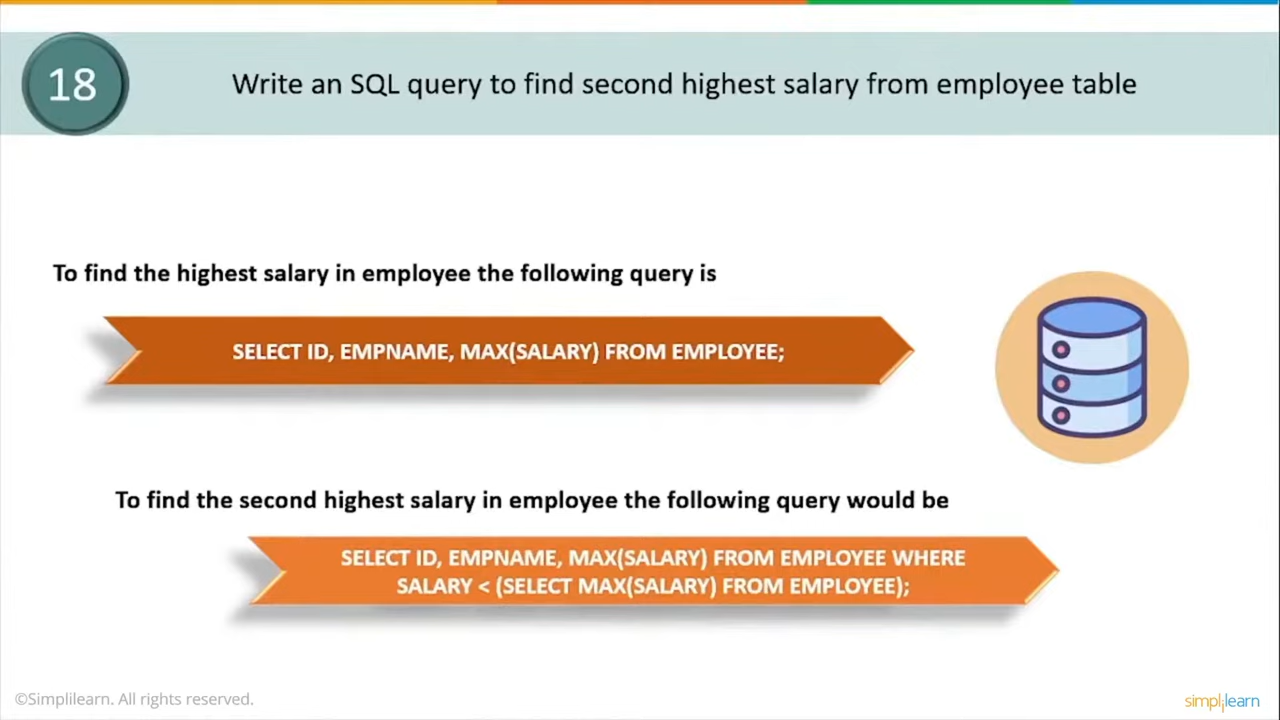 18
Write an SQL query to find second highest salary from employee table
To find the highest salary in employee the following query is
SELECT ID, EMPNAME, MAX(SALARY) FROM EMPLOYEE;
To find the second highest salary in employee the following query would be
SELECT ID, EMPNAME, MAX(SALARY) FROM EMPLOYEE WHERE
SALARY < (SELECT MAX(SALARY) FROM EMPLOYEE);
©Simplilearn. All rights reserved.
simplilearn